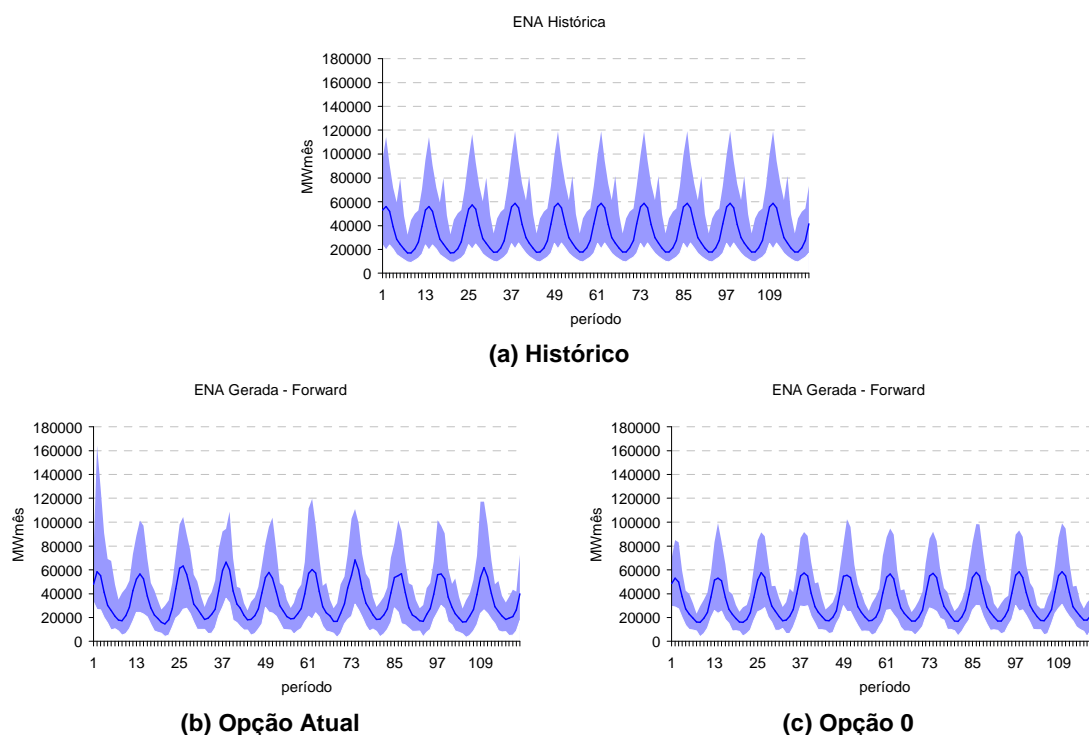 ENA Histórica
180000
160000
140000
120000
100000
80000
60000
40000
20000
0
MWmês
1 13 25 37 49 61 73 85 97 109
período
(a) Histórico
ENA Gerada - Forward
180000
160000
140000
120000
100000
80000
60000
40000
20000
0
MWmês
1 13 25 37 49 61 73 85 97 109
período
(b) Opção Atual
ENA Gerada - Forward
180000
160000
140000
120000
100000
80000
60000
40000
20000
0
MWmês
1 13 25 37 49 61 73 85 97 109
período
(c) Opção 0